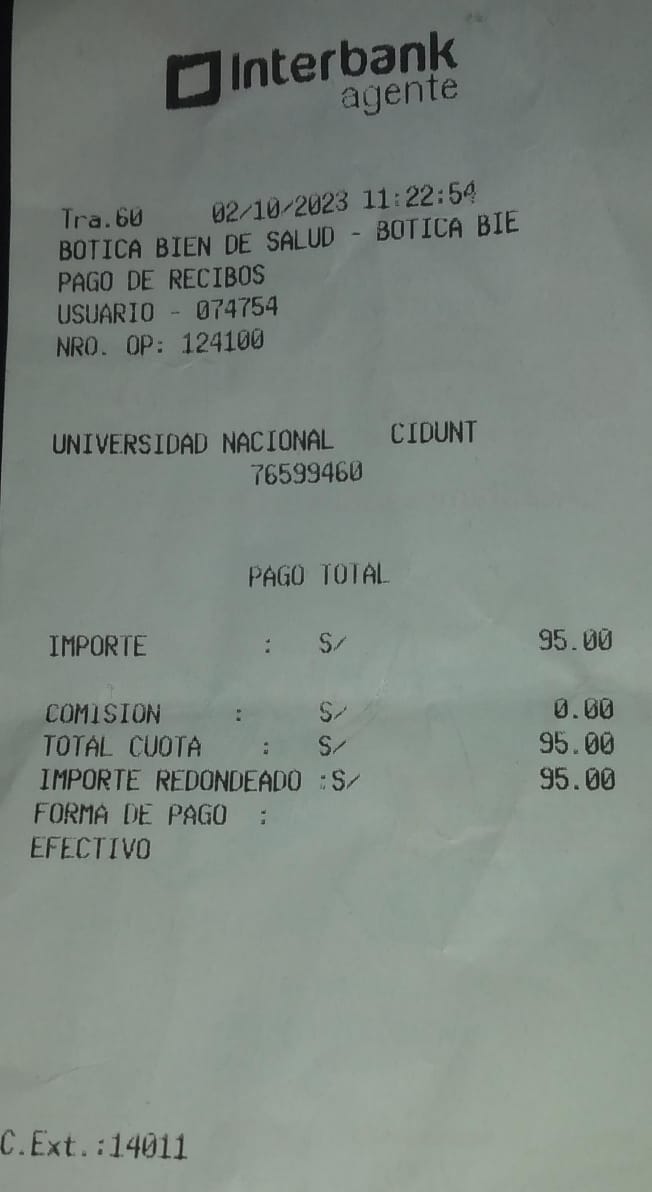 Interbank
agente
Tra.60 02/10/2023 11:22:54
BOTICA BIEN DE SALUD - BOTICA BIE
PAGO DE RECIBOS
USUARIO - 074754
NRO. OP: 124100
UNIVERSIDAD NACIONAL CIDUNT
76599460
PAGO TOTAL
IMPORTE : S/ 95.00
COMISION : S/ 0.00
TOTAL CUOTA : S/ 95.00
IMPORTE REDONDEADO :S/ 95.00
FORMA DE PAGO :
EFECTIVO
C.Ext.:14011